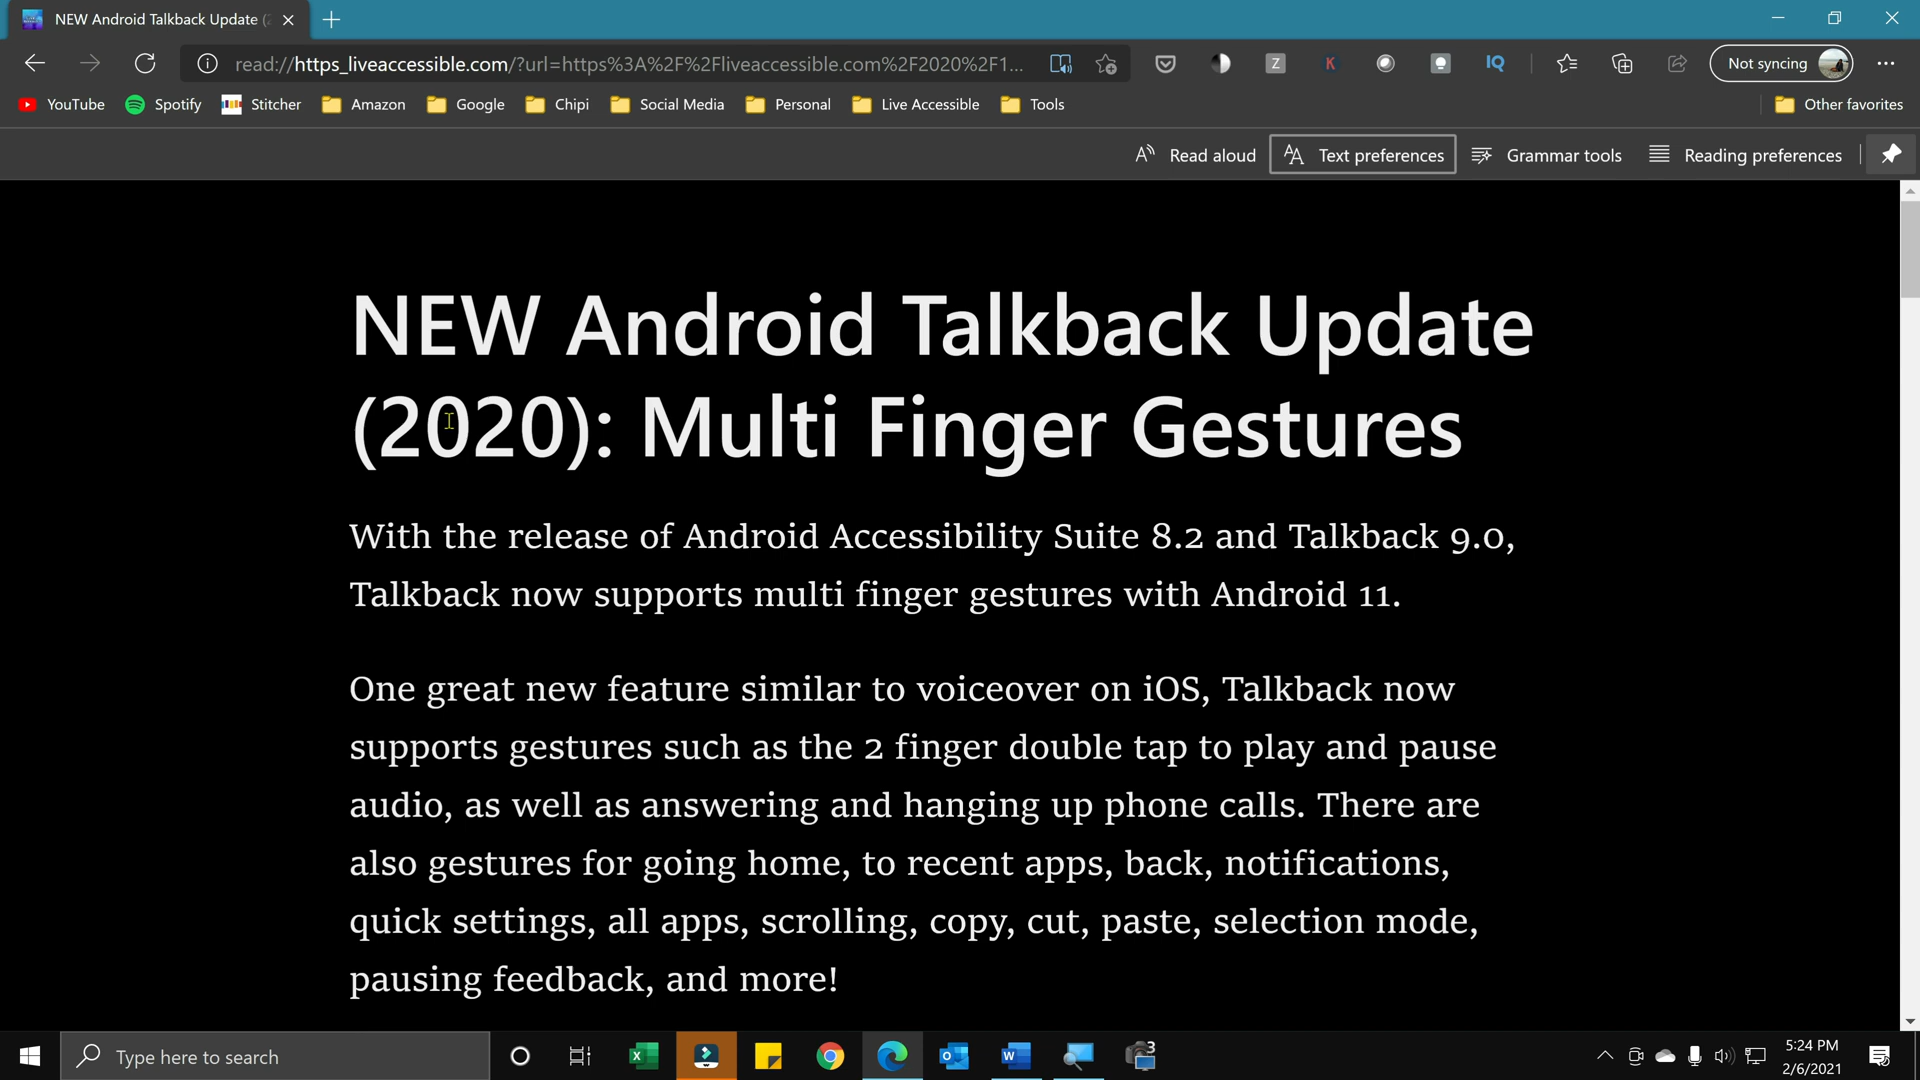 NEW Android Talkback Update (2
read://https_liveaccessible.com/?url=https%3A%2F%2Fliveaccessible.com%2F2020%2F1...
Z
K
IQ
Not syncing
YouTube
Spotify
Stitcher
Amazon
Google
Chipi
Social Media
Personal
Live Accessible
Tools
Other favorites
Read aloud
Text preferences
Grammar tools
Reading preferences
NEW Android Talkback Update
(2020): Multi Finger Gestures
With the release of Android Accessibility Suite 8.2 and Talkback 9.0,
Talkback now supports multi finger gestures with Android 11.
One great new feature similar to voiceover on iOS, Talkback now
supports gestures such as the 2 finger double tap to play and pause
audio, as well as answering and hanging up phone calls. There are
also gestures for going home, to recent apps, back, notifications,
quick settings, all apps, scrolling, copy, cut, paste, selection mode,
pausing feedback, and more!
Type here to search
3
5:24 PM
2/6/2021